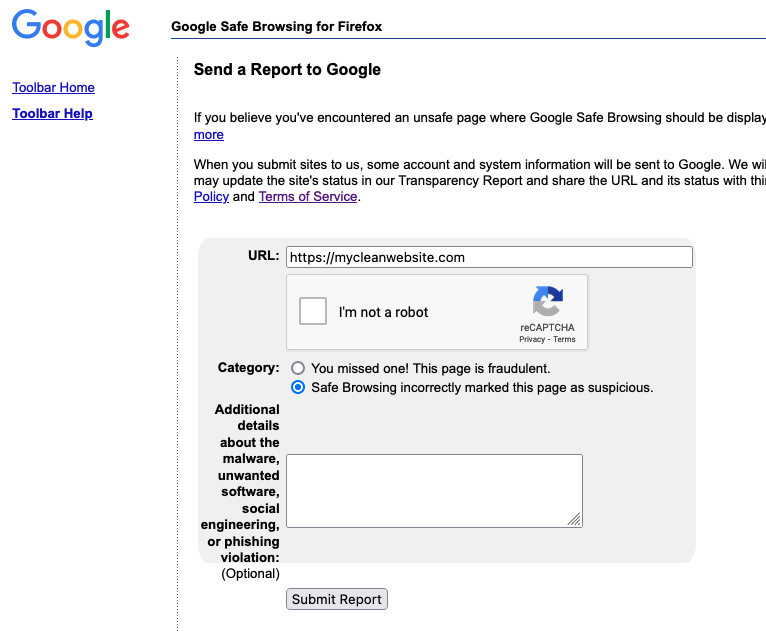 Google
Google Safe Browsing for Firefox
Toolbar Home
Toolbar Help
Send a Report to Google
If you believe you've encountered an unsafe page where Google Safe Browsing should be display
more
When you submit sites to us, some account and system information will be sent to Google. We wil
may update the site's status in our Transparency Report and share the URL and its status with thi
Policy and Terms of Service.
URL: https://mycleanwebsite.com
I'm not a robot
reCAPTCHA
Privacy - Terms
Category: You missed one! This page is fraudulent.
Safe Browsing incorrectly marked this page as suspicious.
Additional
details
about the
malware,
unwanted
software,
social
engineering,
or phishing
violation:
(Optional)
Submit Report